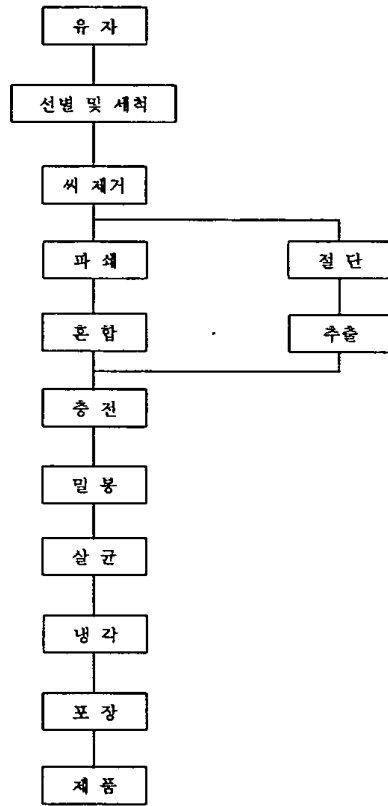 유 자
선별 및 세척
씨 제거
파 쇄
절 단
혼 합
추출
충 전
밀 봉
살 균
냉 각
포 장
제 품